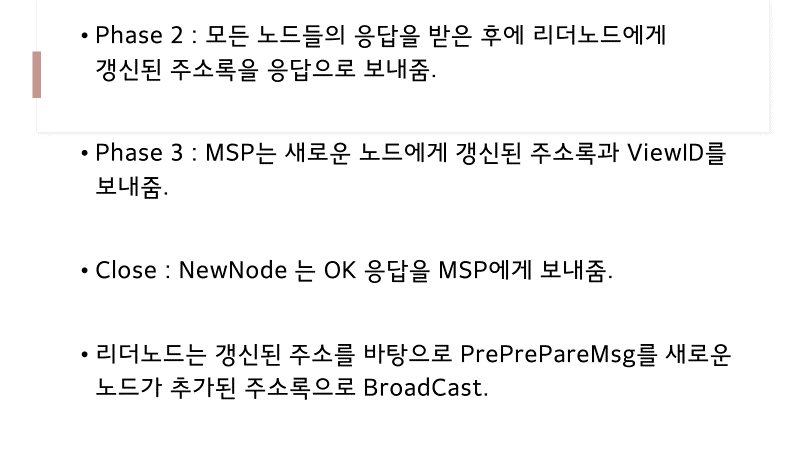 • Phase 2 : 모든 노드들의 응답을 받은 후에 리더노드에게
갱신된 주소록을 응답으로 보내줌.
• Phase 3 : MSP는 새로운 노드에게 갱신된 주소록과 ViewID를
보내줌.
• Close : NewNode 는 OK 응답을 MSP에게 보내줌.
• 리더노드는 갱신된 주소를 바탕으로 PrePrePareMsg를 새로운
노드가 추가된 주소록으로 BroadCast.